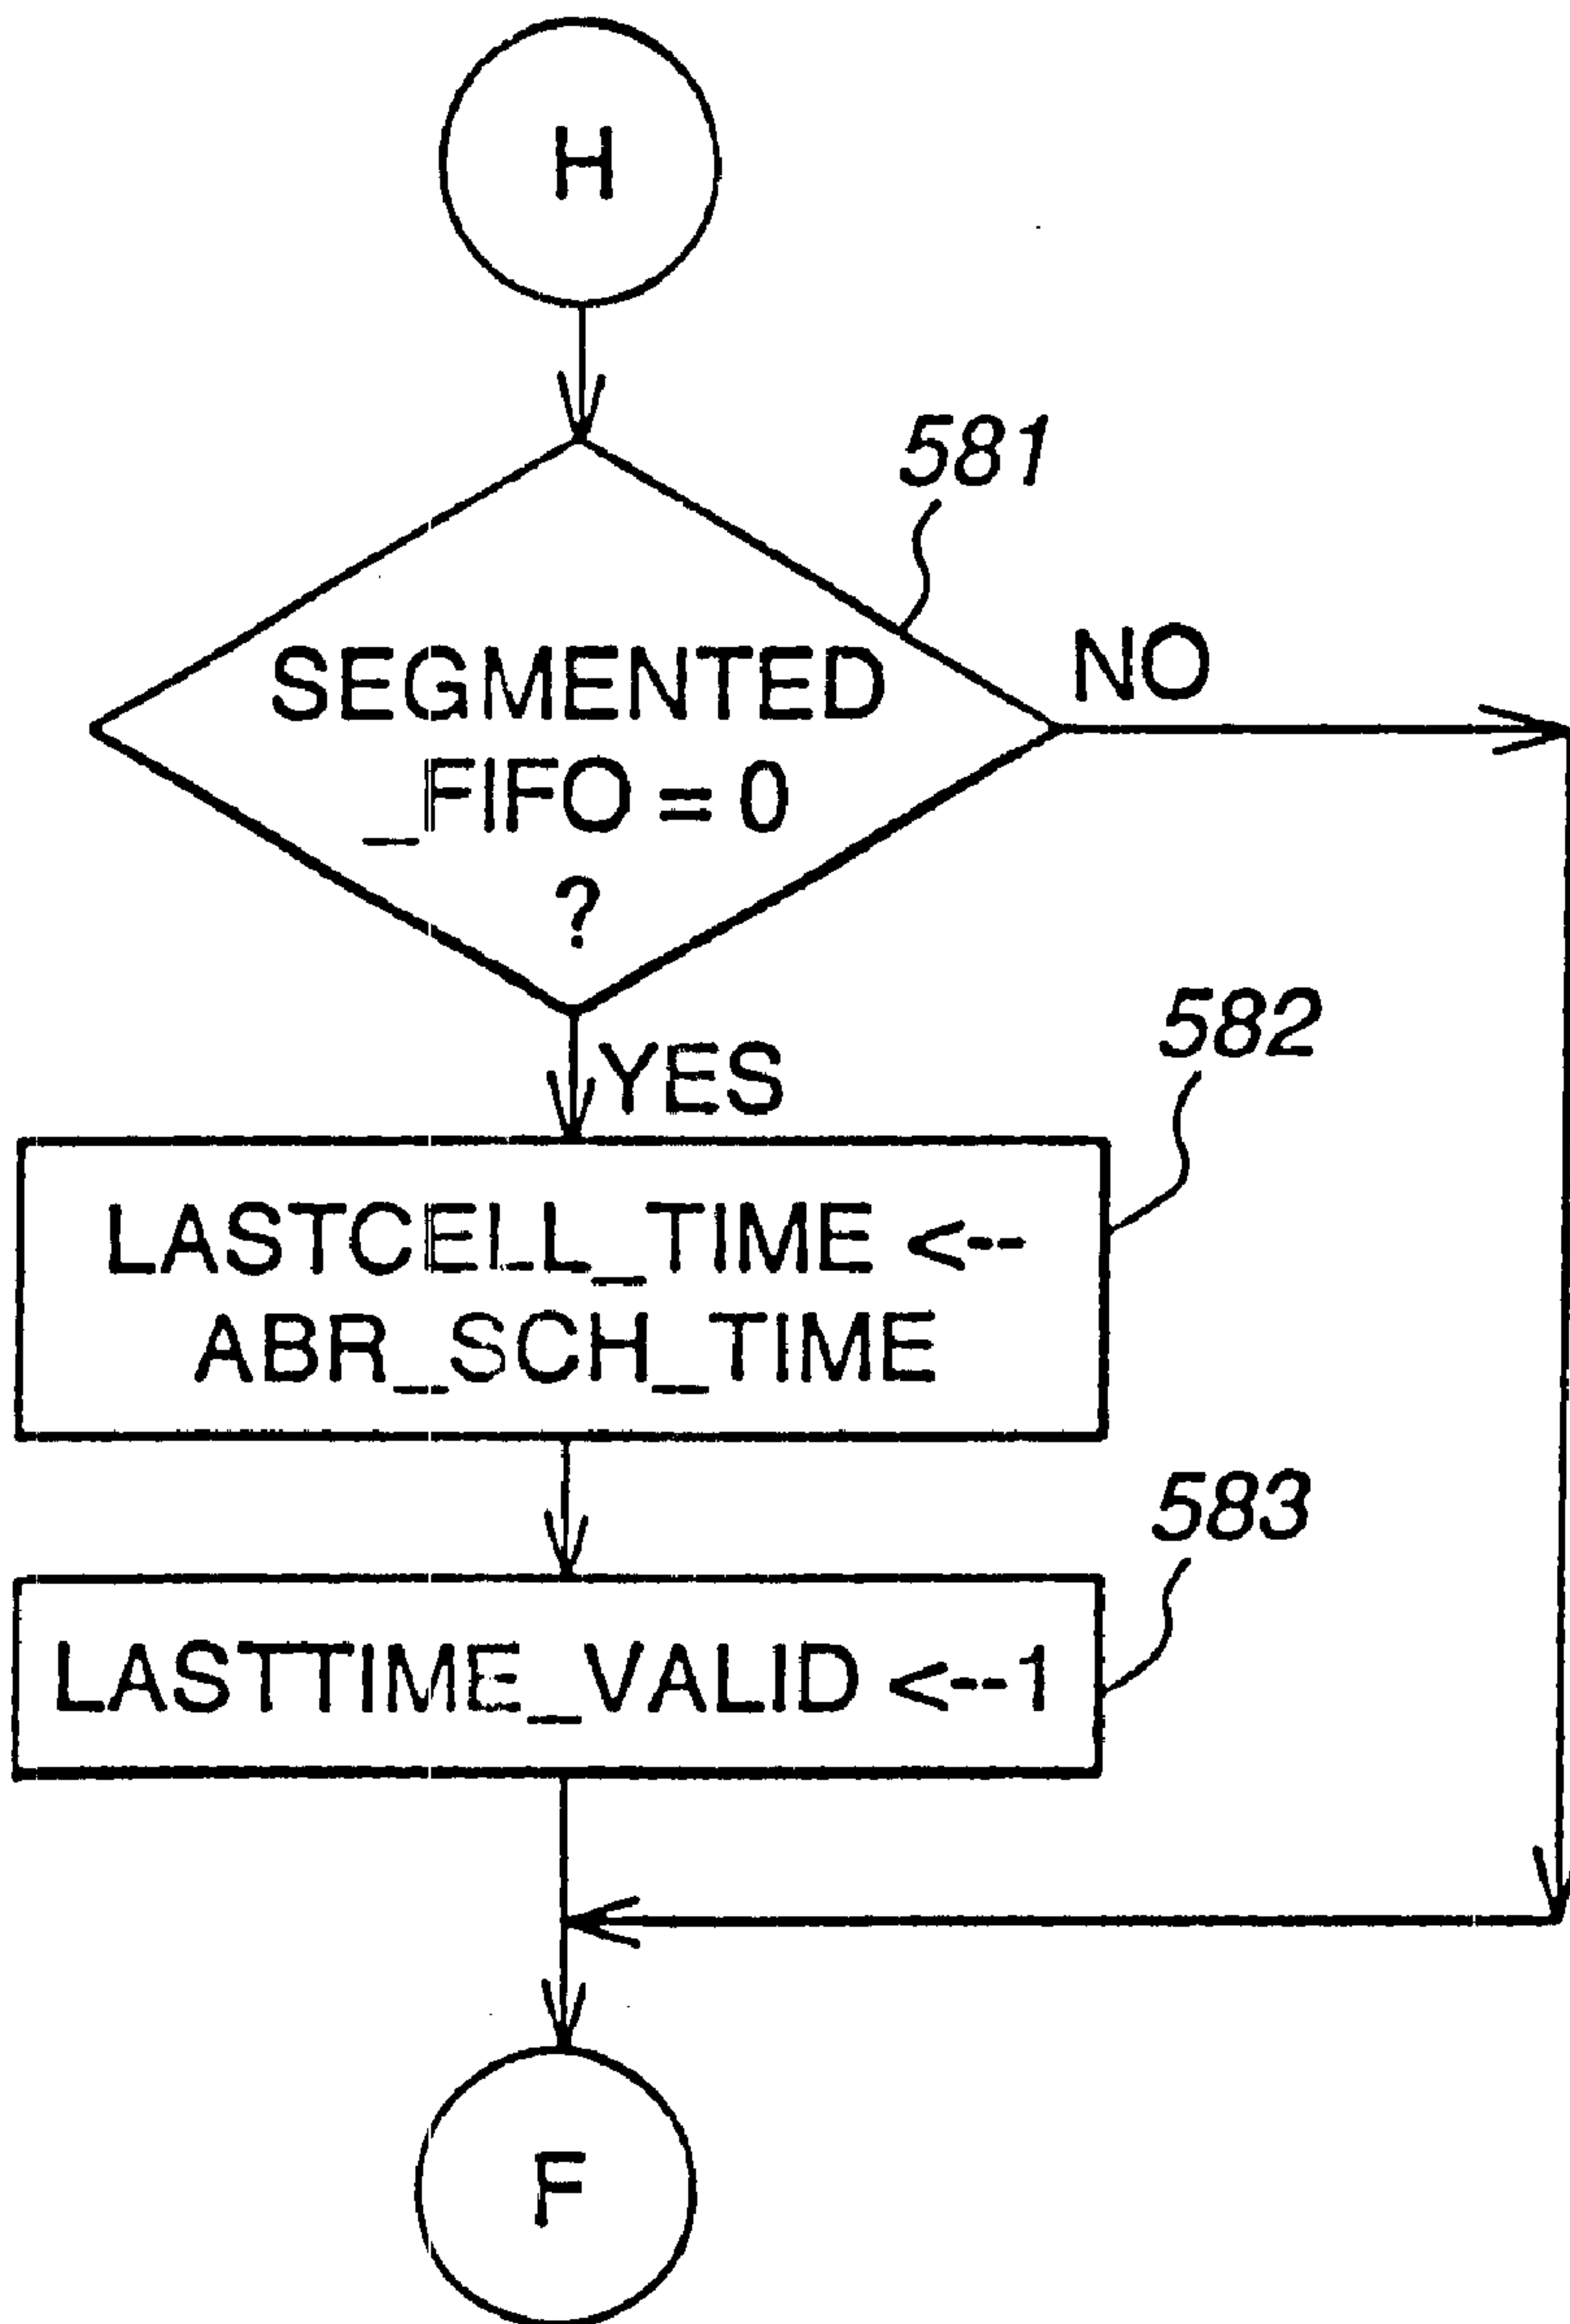 H
581
SEGMENTED
NO
_FIFO = 0
?
YES
582
LASTCELL_TIME <--
ABR_SCH_TIME
583
LASTTIME_VALID <--1
F